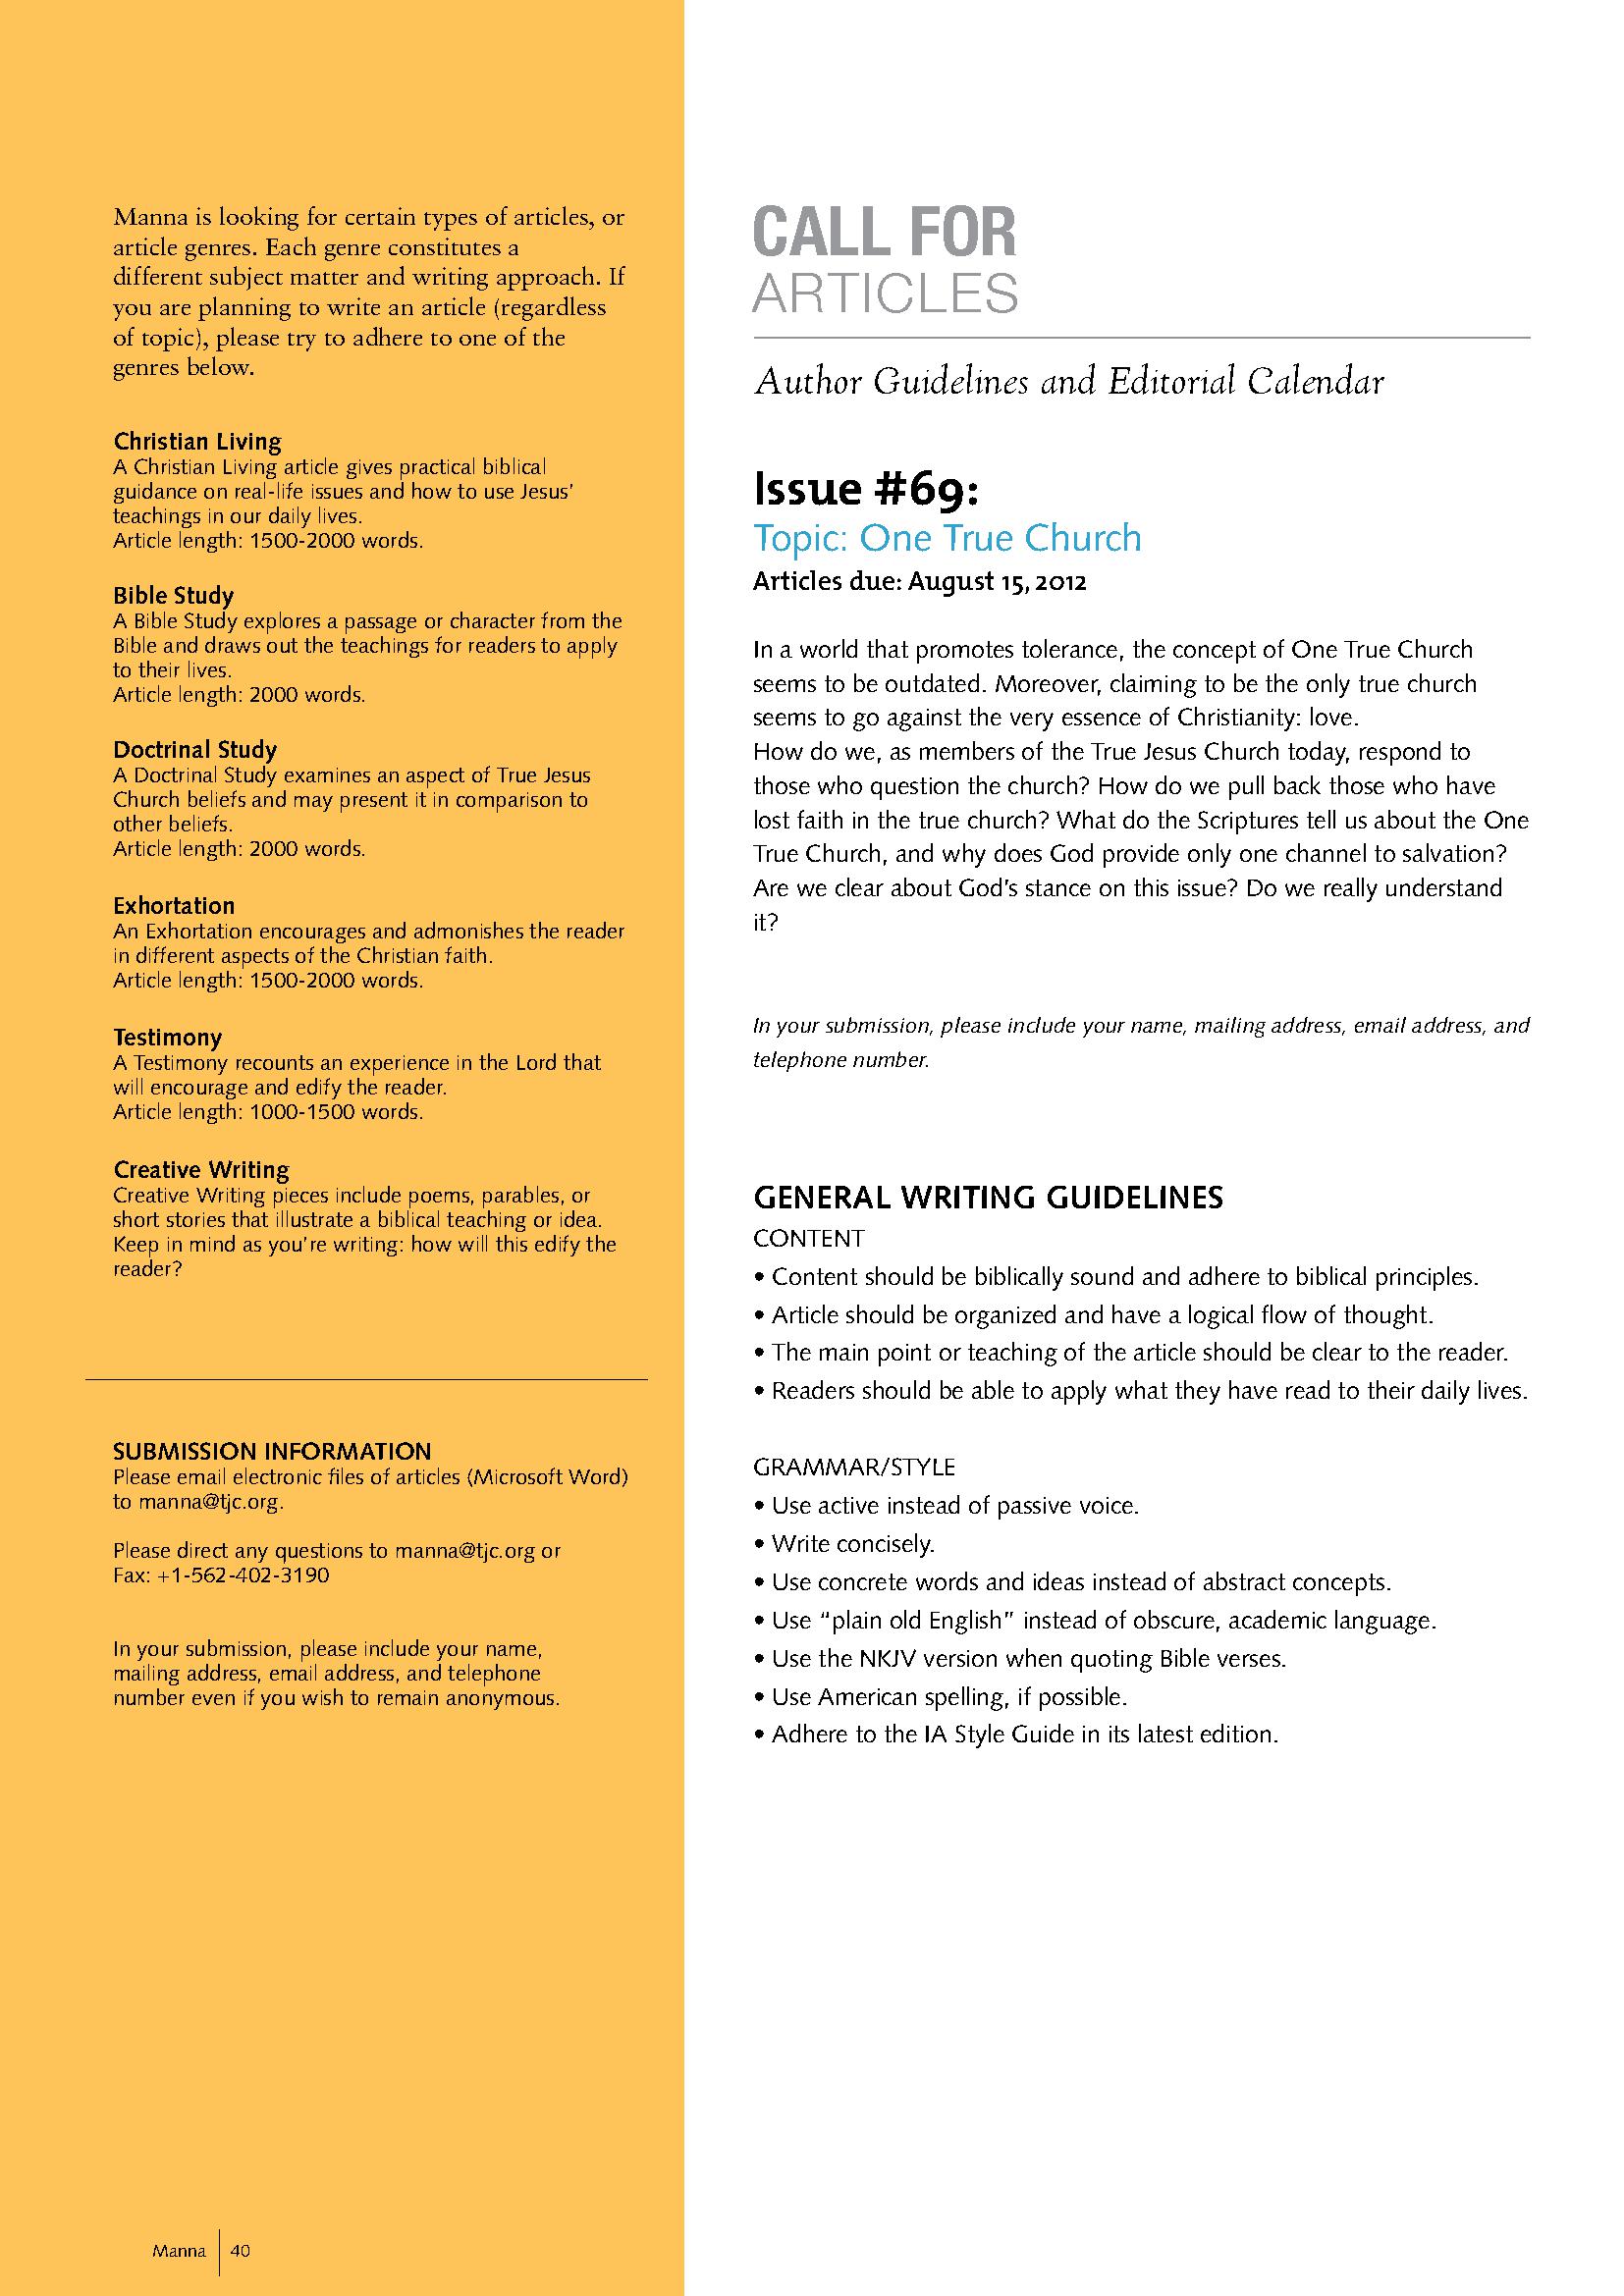 Manna is looking for certain types of articles, or
article genres. Each genre constitutes a
different subject matter and writing approach. If
you are planning to write an article (regardless
of topic), please try to adhere to one of the
genres below.
Christian Living
A Christian Living article gives practical biblical
guidance on real-life issues and how to use Jesus’
teachings in our daily lives.
Article length: 1500-2000 words.
Bible Study
A Bible Study explores a passage or character from the
Bible and draws out the teachings for readers to apply
to their lives.
Article length: 2000 words.
Doctrinal Study
A Doctrinal Study examines an aspect of True Jesus
Church beliefs and may present it in comparison to
other beliefs.
Article length: 2000 words.
Exhortation
An Exhortation encourages and admonishes the reader
in different aspects of the Christian faith.
Article length: 1500-2000 words.
Testimony
A Testimony recounts an experience in the Lord that
will encourage and edify the reader.
Article length: 1000-1500 words.
Creative Writing
Creative Writing pieces include poems, parables, or
short stories that illustrate a biblical teaching or idea.
Keep in mind as you’re writing: how will this edify the
reader?
SUBMISSION INFORMATION
Please email electronic files of articles (Microsoft Word)
to manna@tjc.org.
Please direct any questions to manna@tjc.org or
Fax: +1-562-402-3190
In your submission, please include your name,
mailing address, email address, and telephone
number even if you wish to remain anonymous.
CALL FOR
ARTICLES
Author Guidelines and Editorial Calendar
Issue #69:
Topic: One True Church
Articles due: August 15, 2012
In a world that promotes tolerance, the concept of One True Church
seems to be outdated. Moreover, claiming to be the only true church
seems to go against the very essence of Christianity: love.
How do we, as members of the True Jesus Church today, respond to
those who question the church? How do we pull back those who have
lost faith in the true church? What do the Scriptures tell us about the One
True Church, and why does God provide only one channel to salvation?
Are we clear about God’s stance on this issue? Do we really understand
it?
In your submission, please include your name, mailing address, email address, and
telephone number.
GENERAL WRITING GUIDELINES
CONTENT
• Content should be biblically sound and adhere to biblical principles.
• Article should be organized and have a logical flow of thought.
• The main point or teaching of the article should be clear to the reader.
• Readers should be able to apply what they have read to their daily lives.
GRAMMAR/STYLE
• Use active instead of passive voice.
• Write concisely.
• Use concrete words and ideas instead of abstract concepts.
• Use “plain old English” instead of obscure, academic language.
• Use the NKJV version when quoting Bible verses.
• Use American spelling, if possible.
• Adhere to the IA Style Guide in its latest edition.
Manna 40